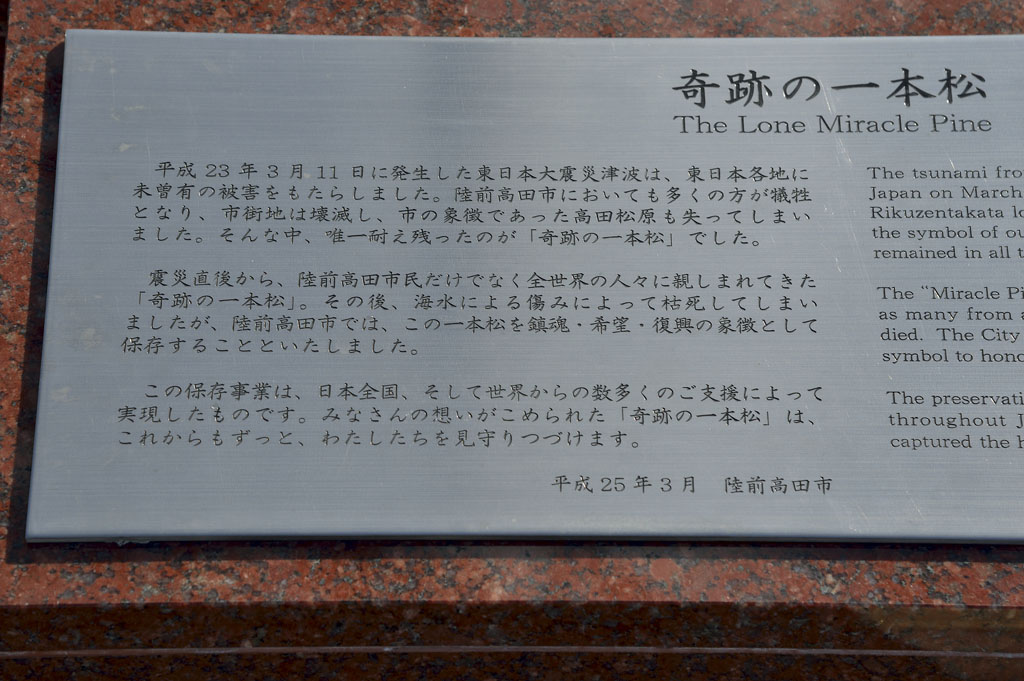 奇跡の一本松
The Lone Miracle Pine
平成23年3月11日に発生した東日本大震災津波は、東日本各地に
未曾有の被害をもたらしました。陸前高田市においても多くの方が犠牲
となり、市街地は壊滅し、市の象徴であった高田松原も失ってしまい
ました。そんな中、唯一耐え残ったのが「奇跡の一本松」でした。
震災直後から、陸前高田市民だけでなく全世界の人々に親しまれてきた
「奇跡の一本松」。その後、海水による傷みによって枯死してしまい
ましたが、陸前高田市では、この一本松を鎮魂・希望・復興の象徴として
保存することといたしました。
この保存事業は、日本全国、そして世界からの数多くのご支援によって
実現したものです。みなさんの想いがこめられた「奇跡の一本松」は、
これからもずっと、わたしたちを見守りつづけます。
平成25年3月 陸前高田市
The tsunami
Japan on March
Rikuzentakata
the symbol of
remained in all
The "Miracle
as many from
died. The City
symbol to
The
throughout
captured the